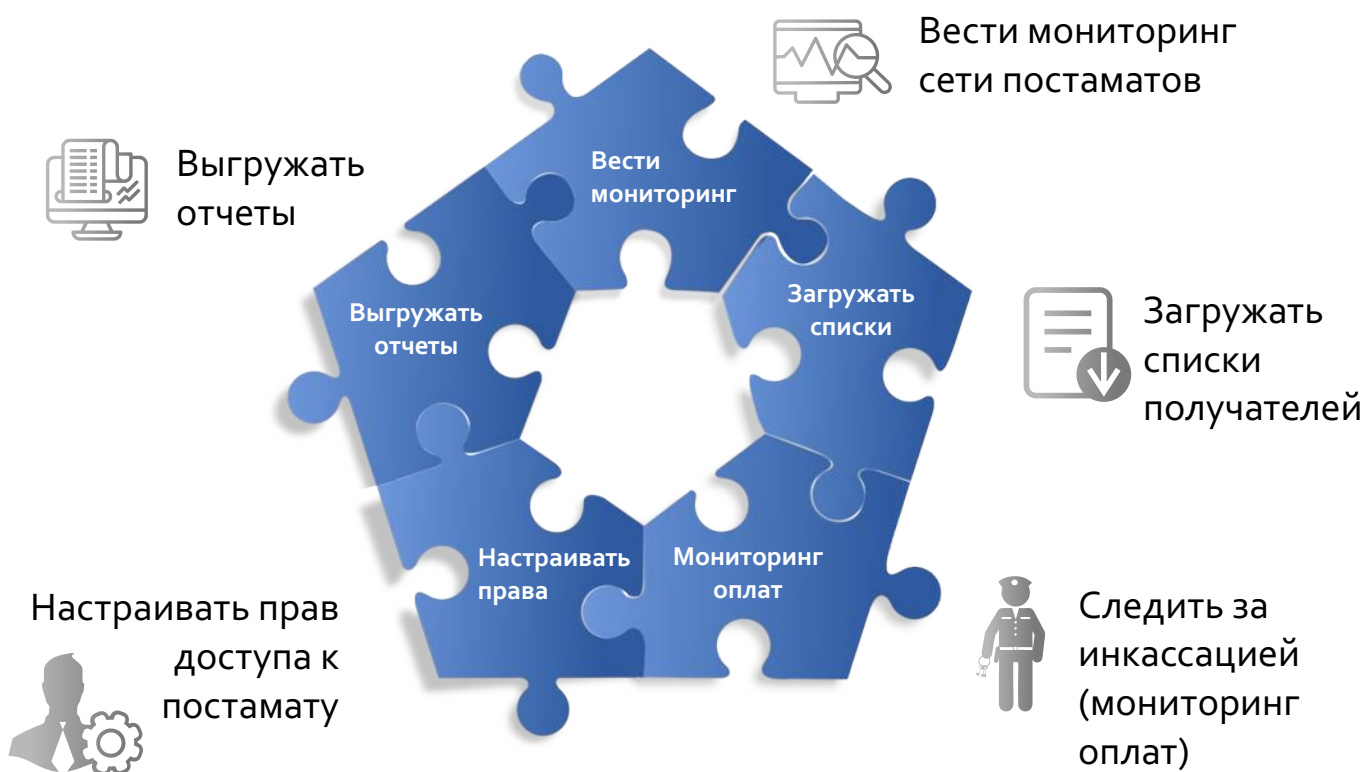 Вести мониторинг
сети постаматов
Выгружать
отчеты
Вести
мониторинг
Загружать
списки
Выгружать
отчеты
Загружать
списки
получателей
Настраивать
права
Мониторинг
оплат
Настраивать прав
доступа к
постамату
Следить за
инкассацией
(мониторинг
оплат)